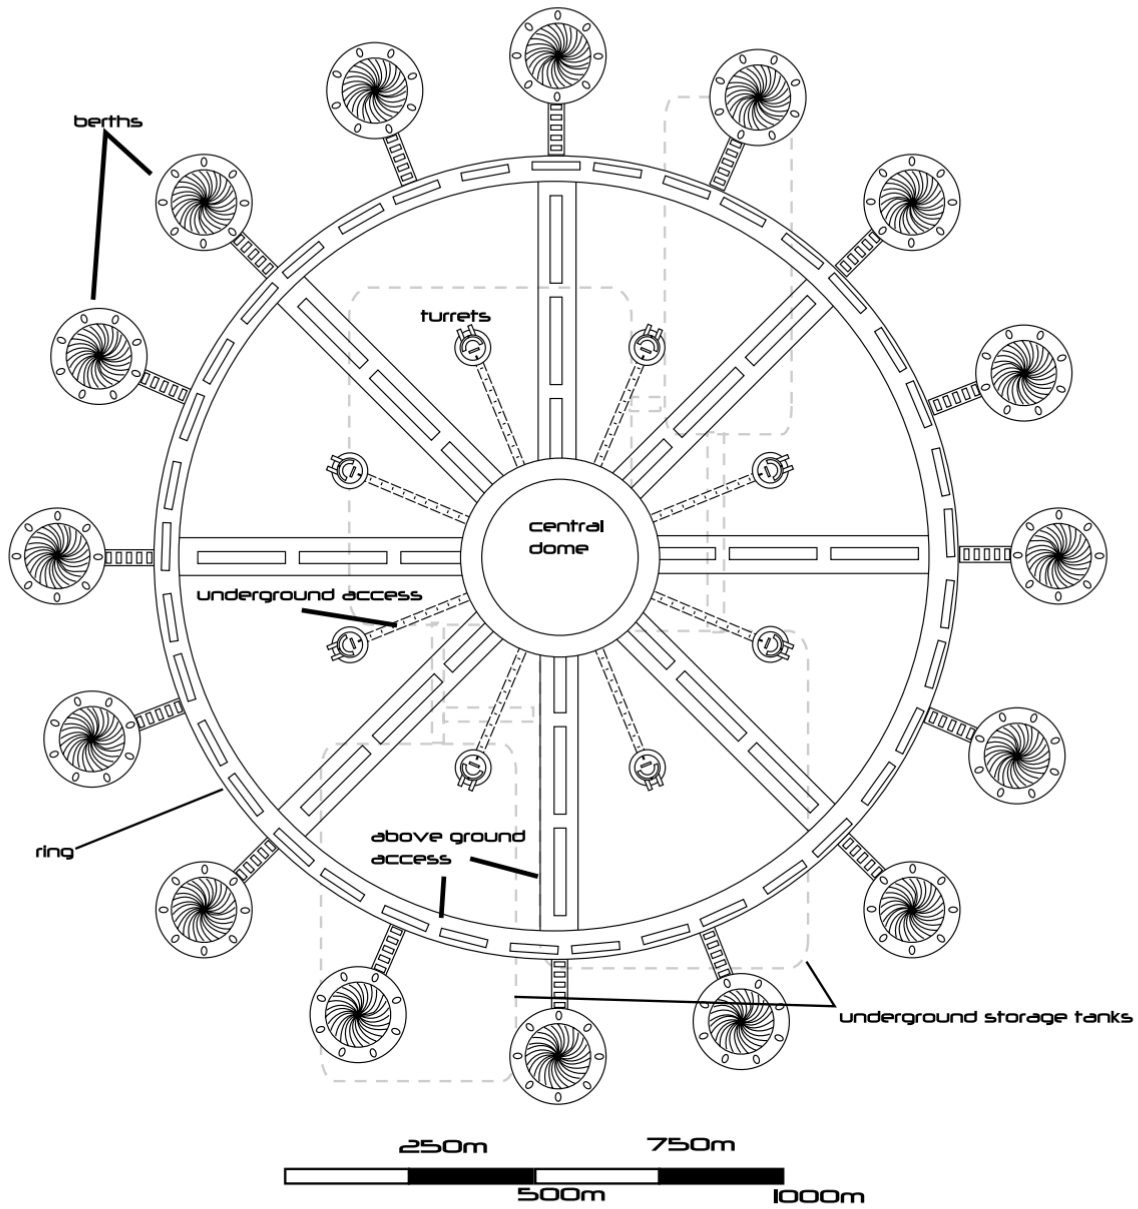 berths
turrets
central
dome
underground access
above ground
access
ring
underground storage tanks
250m
750m
500m
1000m